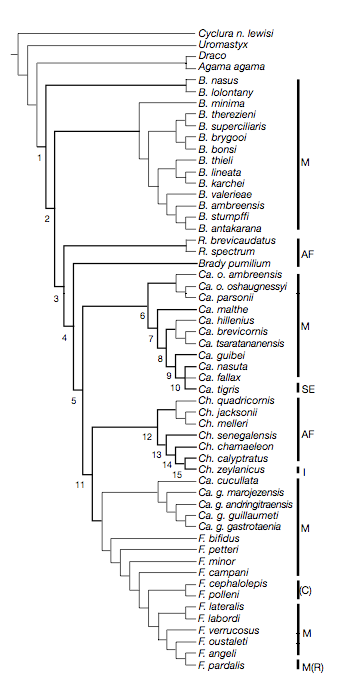 Cyclura n. lewisi
Uromastyx
Draco
Agama agama
B. nasus
B. lolontany
B. minima
B. therezieni
B. superciliaris
B. brygooi
B. bonsi
B. thieli
B. lineata
B. karchei
B. valerieae
B. ambreensis
B. stumpffi
B. antakarana
M
1
2
R. brevicaudatus
R. spectrum
AF
Brady pumilium
3
4
Ca. o. ambreensis
Ca. o. oshaugnessyi
Ca. parsonii
Ca. malthe
Ca. hillenius
Ca. brevicornis
Ca. tsaratananensis
Ca. guibei
Ca. nasuta
Ca. fallax
Ca. tigris
M
SE
5
6
7
8
9
10
Ch. quadricornis
Ch. jacksonii
Ch. melleri
Ch. senegalensis
Ch. chamaeleon
Ch. calyptratus
Ch. zeylanicus
AF
I
11
12
13
14
15
Ca. cucullata
Ca. g. marojezensis
Ca. g. andringitraensis
Ca. g. guillaumeti
Ca. g. gastrotaenia
F. bifidus
F. petteri
F. minor
F. campani
M
F. cephalolepis
F. polleni
(C)
F. lateralis
F. labordi
F. verrucosus
F. oustaleti
F. angeli
M
F. pardalis
M(R)